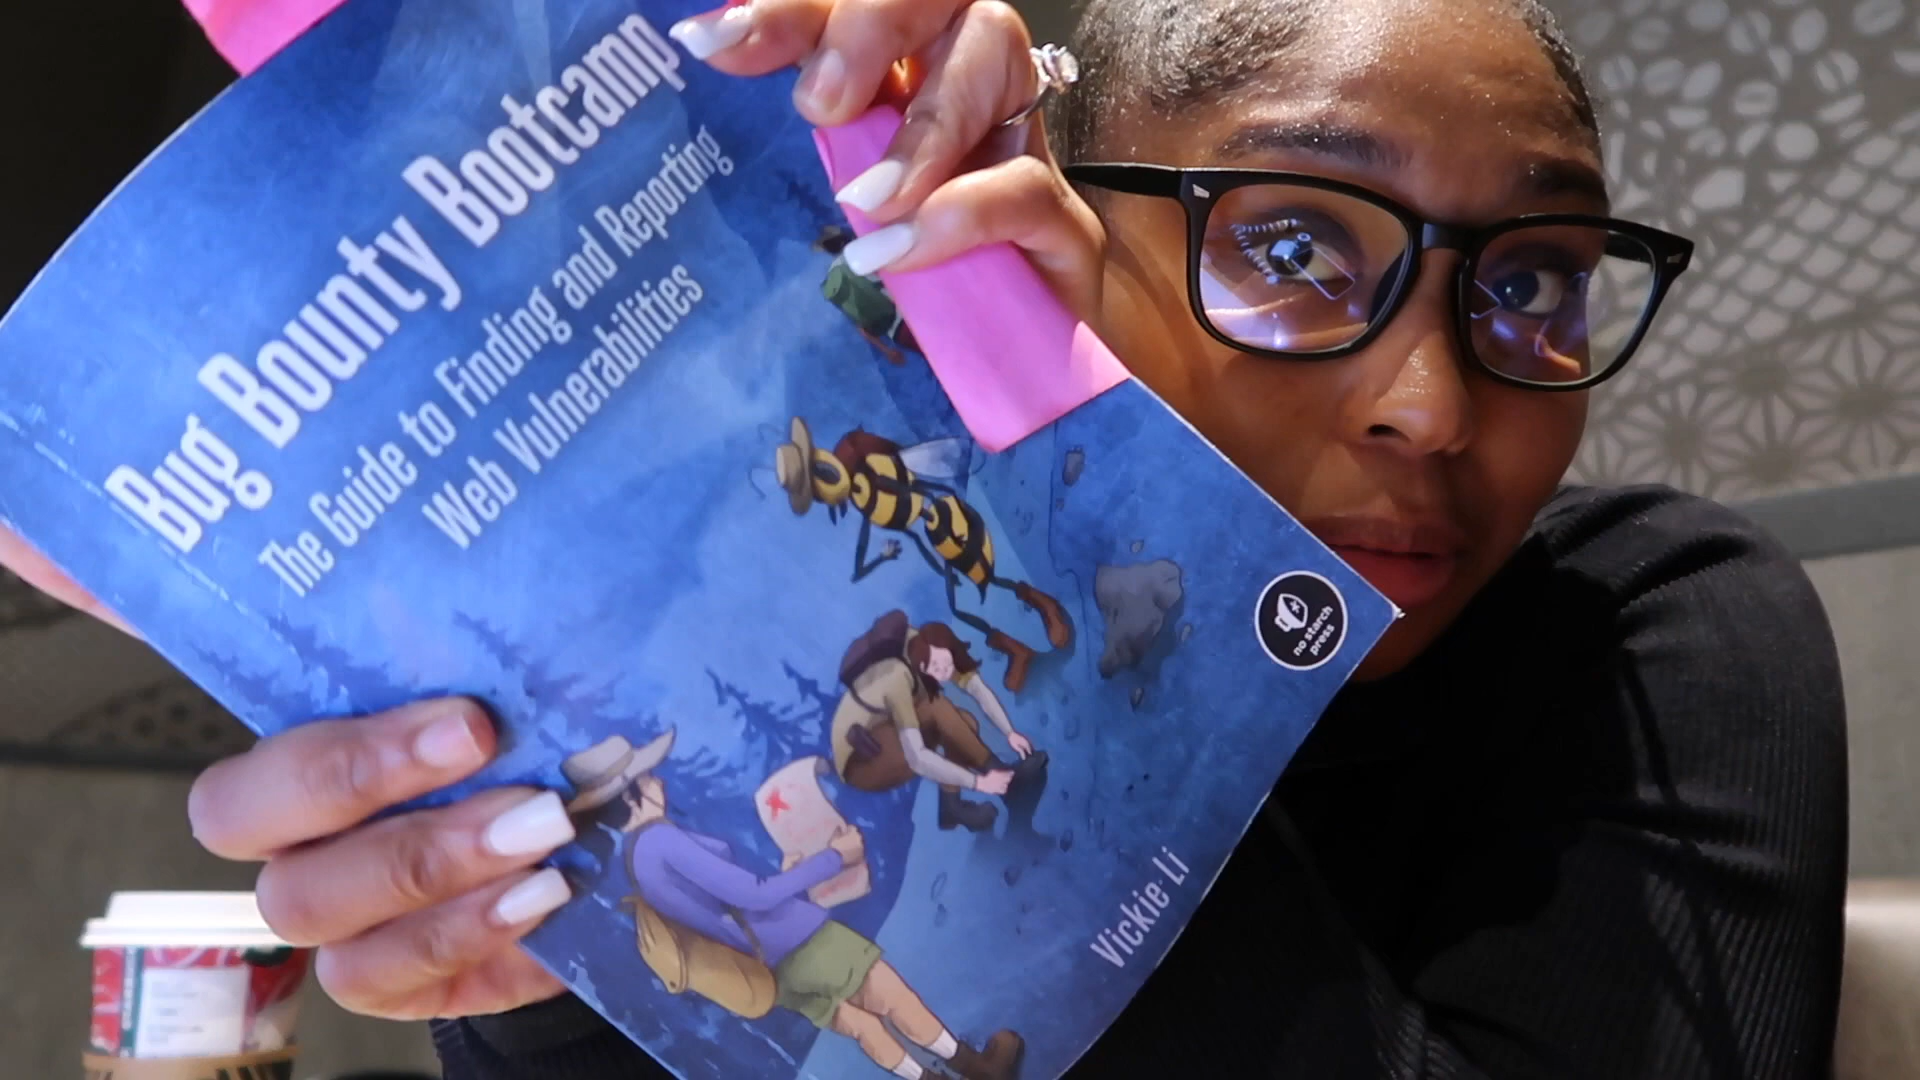 Bug Bounty Bootcamp
The Guide to Finding and Reporting
Web Vulnerabilities
no starch
press
Vickie Li